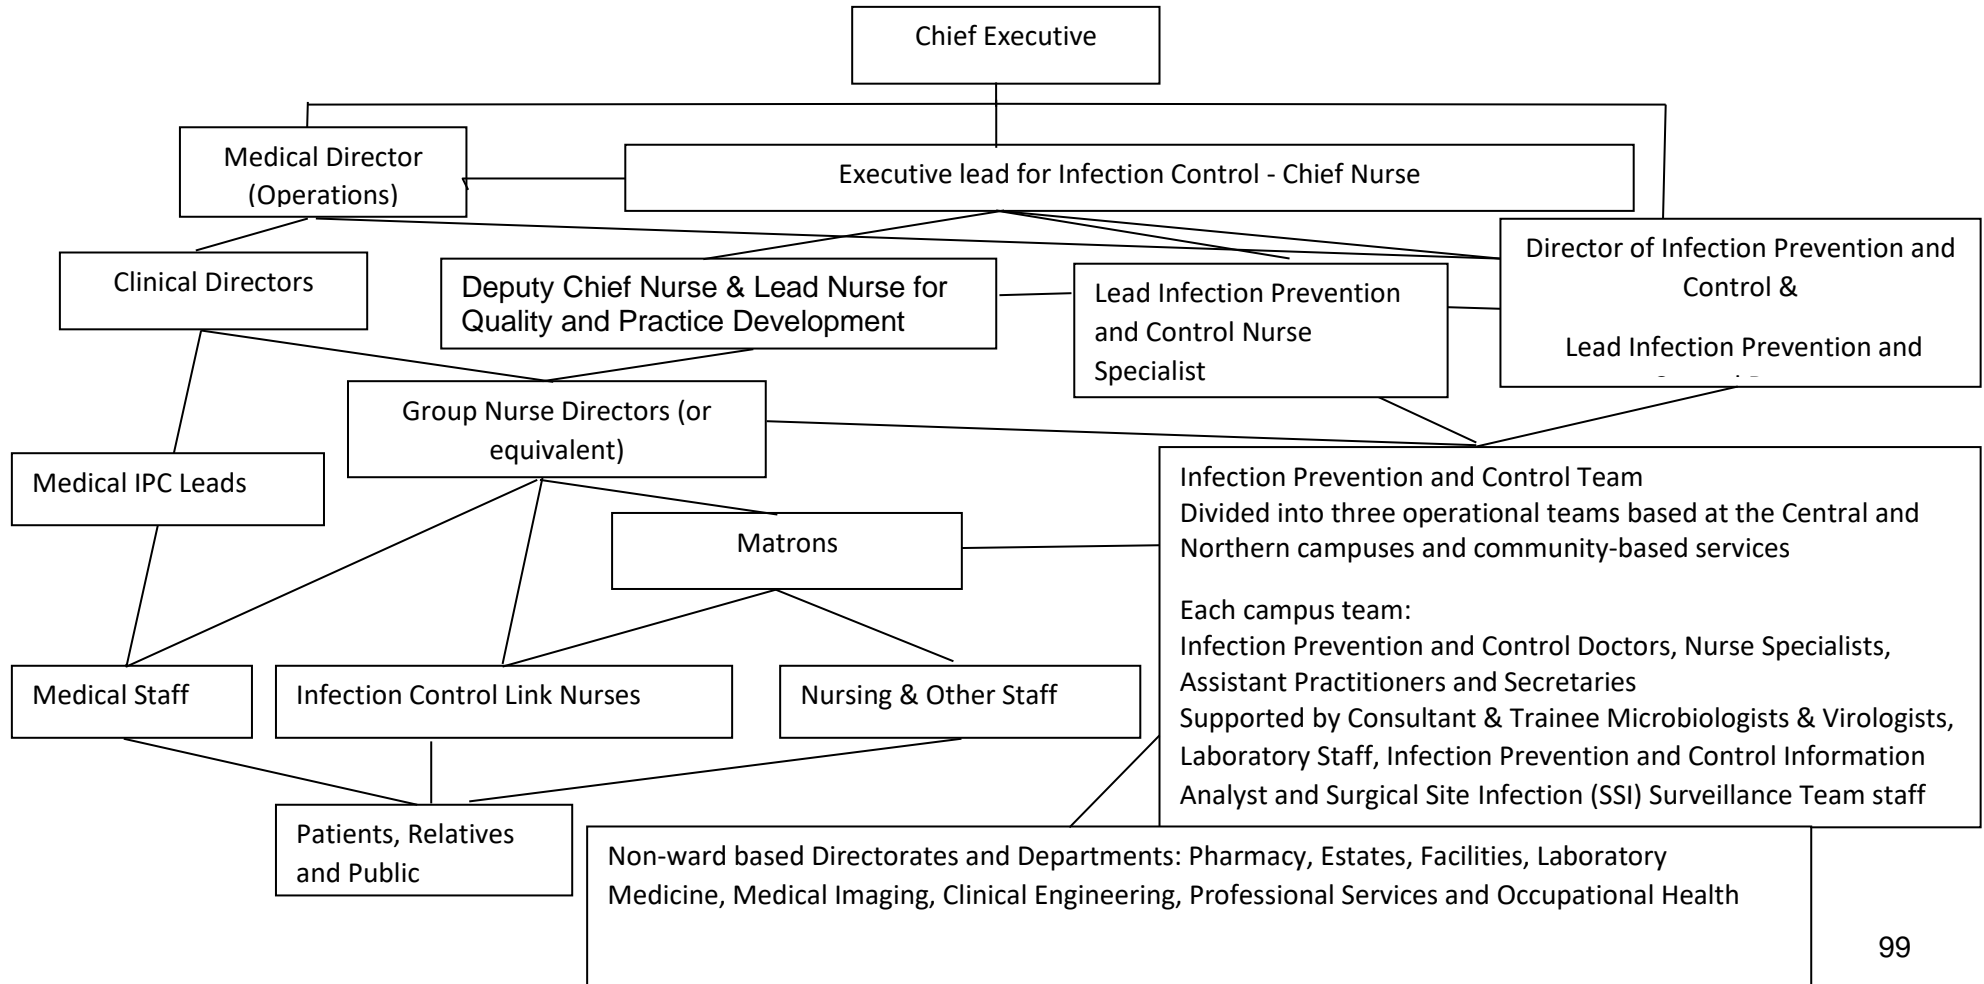 Chief Executive
Medical Director
(Operations)
Executive lead for Infection Control - Chief Nurse
Clinical Directors
Deputy Chief Nurse & Lead Nurse for
Quality and Practice Development
Lead Infection Prevention
and Control Nurse
Specialist
Director of Infection Prevention and
Control &
Lead Infection Prevention and
Group Nurse Directors (or
equivalent)
Medical IPC Leads
Matrons
Infection Prevention and Control Team
Divided into three operational teams based at the Central and
Northern campuses and community-based services
Each campus team:
Infection Prevention and Control Doctors, Nurse Specialists,
Assistant Practitioners and Secretaries
Supported by Consultant & Trainee Microbiologists & Virologists,
Laboratory Staff, Infection Prevention and Control Information
Analyst and Surgical Site Infection (SSI) Surveillance Team staff
Medical Staff
Infection Control Link Nurses
Nursing & Other Staff
Patients, Relatives
and Public
Non-ward based Directorates and Departments: Pharmacy, Estates, Facilities, Laboratory
Medicine, Medical Imaging, Clinical Engineering, Professional Services and Occupational Health
99